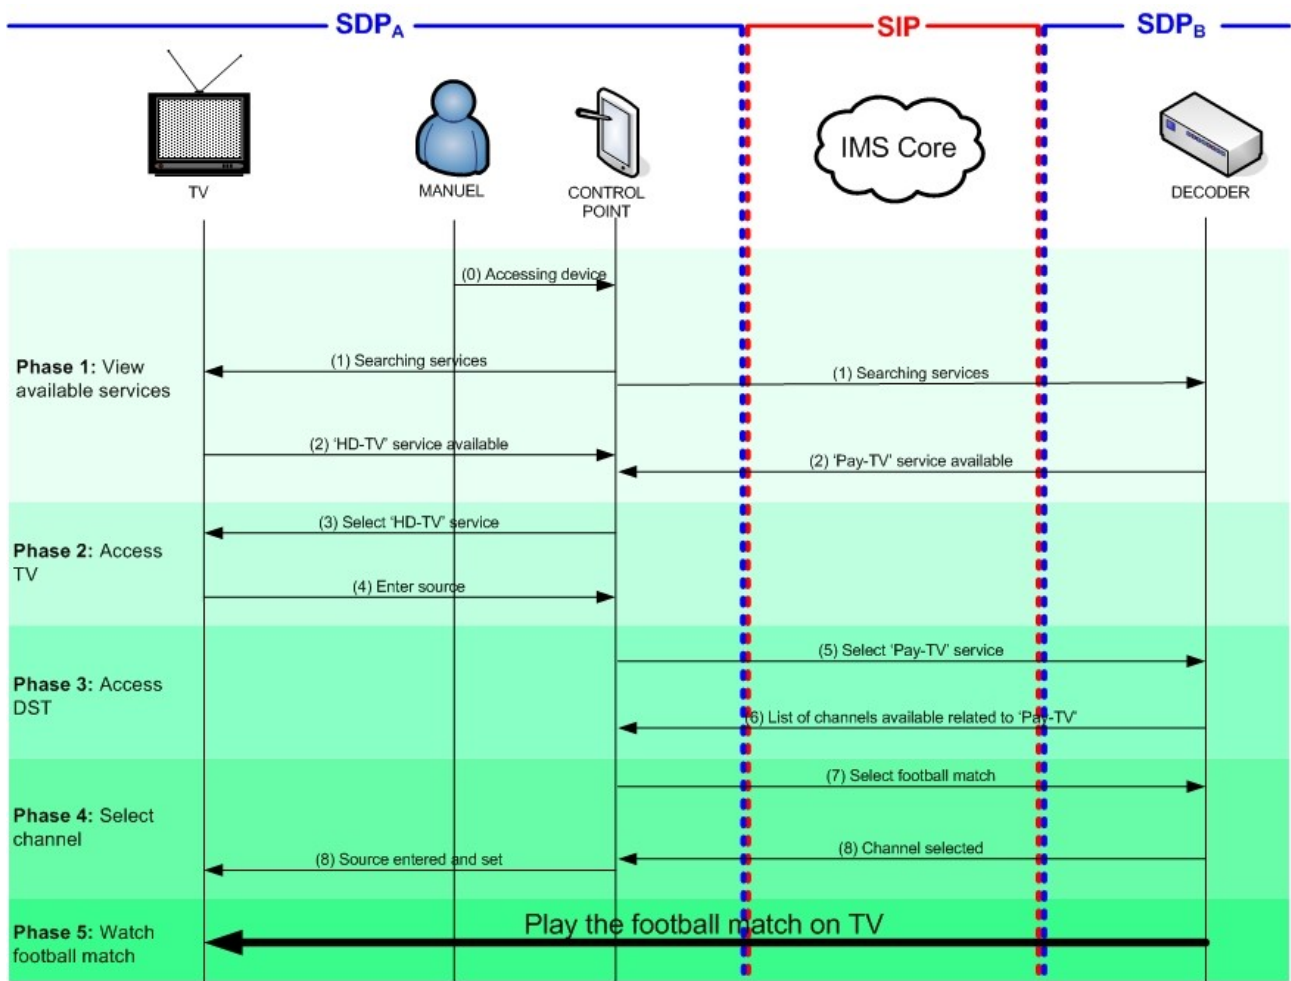 SDPA
SIP
SDPB
IMS Core
TV
MANUEL
CONTROL
POINT
DECODER
(0) Accessing device
Phase 1: View
available services
(1) Searching services
(1) Searching services
(2) ‘HD-TV’ service available
(2) ‘Pay-TV’ service available
Phase 2: Access
TV
(3) Select ‘HD-TV’ service
(4) Enter source
Phase 3: Access
DST
(5) Select ‘Pay-TV’ service
(6) List of channels available related to ‘Pay-TV’
Phase 4: Select
channel
(7) Select football match
(8) Channel selected
(8) Source entered and set
Phase 5: Watch
football match
Play the football match on TV